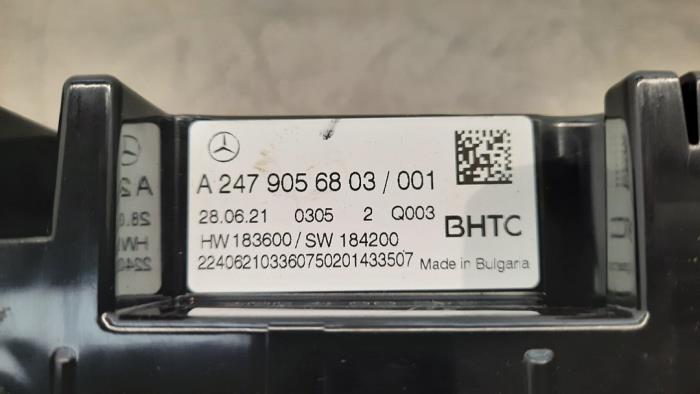 A 247 905 68 03 / 001
28.06.21 0305 2 Q003
BHTC
HW 183600 / SW 184200
224062103360750201433507
Made in Bulgaria